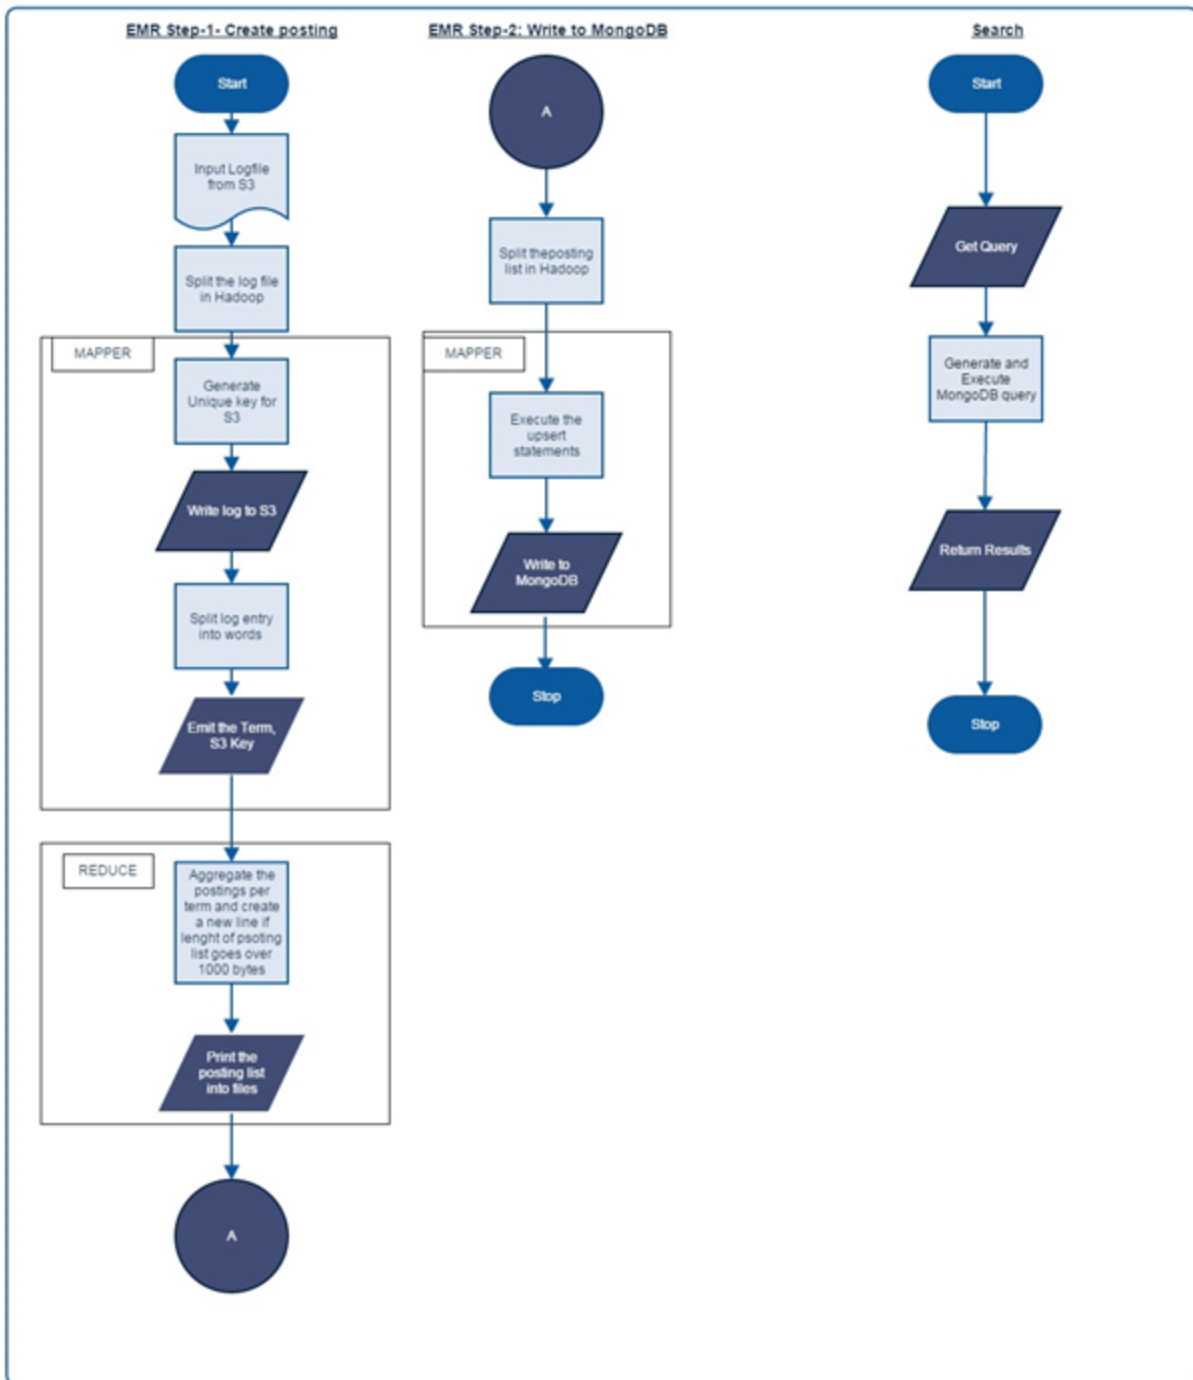 EMR Step-1- Create posting
Start
Input Logfile
from S3
Split the log file
in Hadoop
MAPPER
Generate
Unique key for
S3
Write log to S3
Split log entry
into words
Emit the Term,
S3 Key
REDUCE
Aggregate the
postings per
term and create
a new line if
lenght of psoting
list goes over
1000 bytes
Print the
posting list
into files
A
EMR Step-2: Write to MongoDB
A
Split theposting
list in Hadoop
MAPPER
Execute the
upsert
statements
Write to
MongoDB
Stop
Search
Start
Get Query
Generate and
Execute
MongoDB query
Return Results
Stop